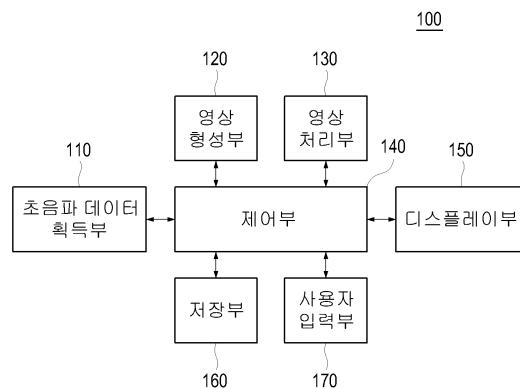 100
120
130
영상
형성부
영상
처리부
110
140
150
초음파 데이터
획득부
제어부
디스플레이부
저장부
사용자
입력부
160
170